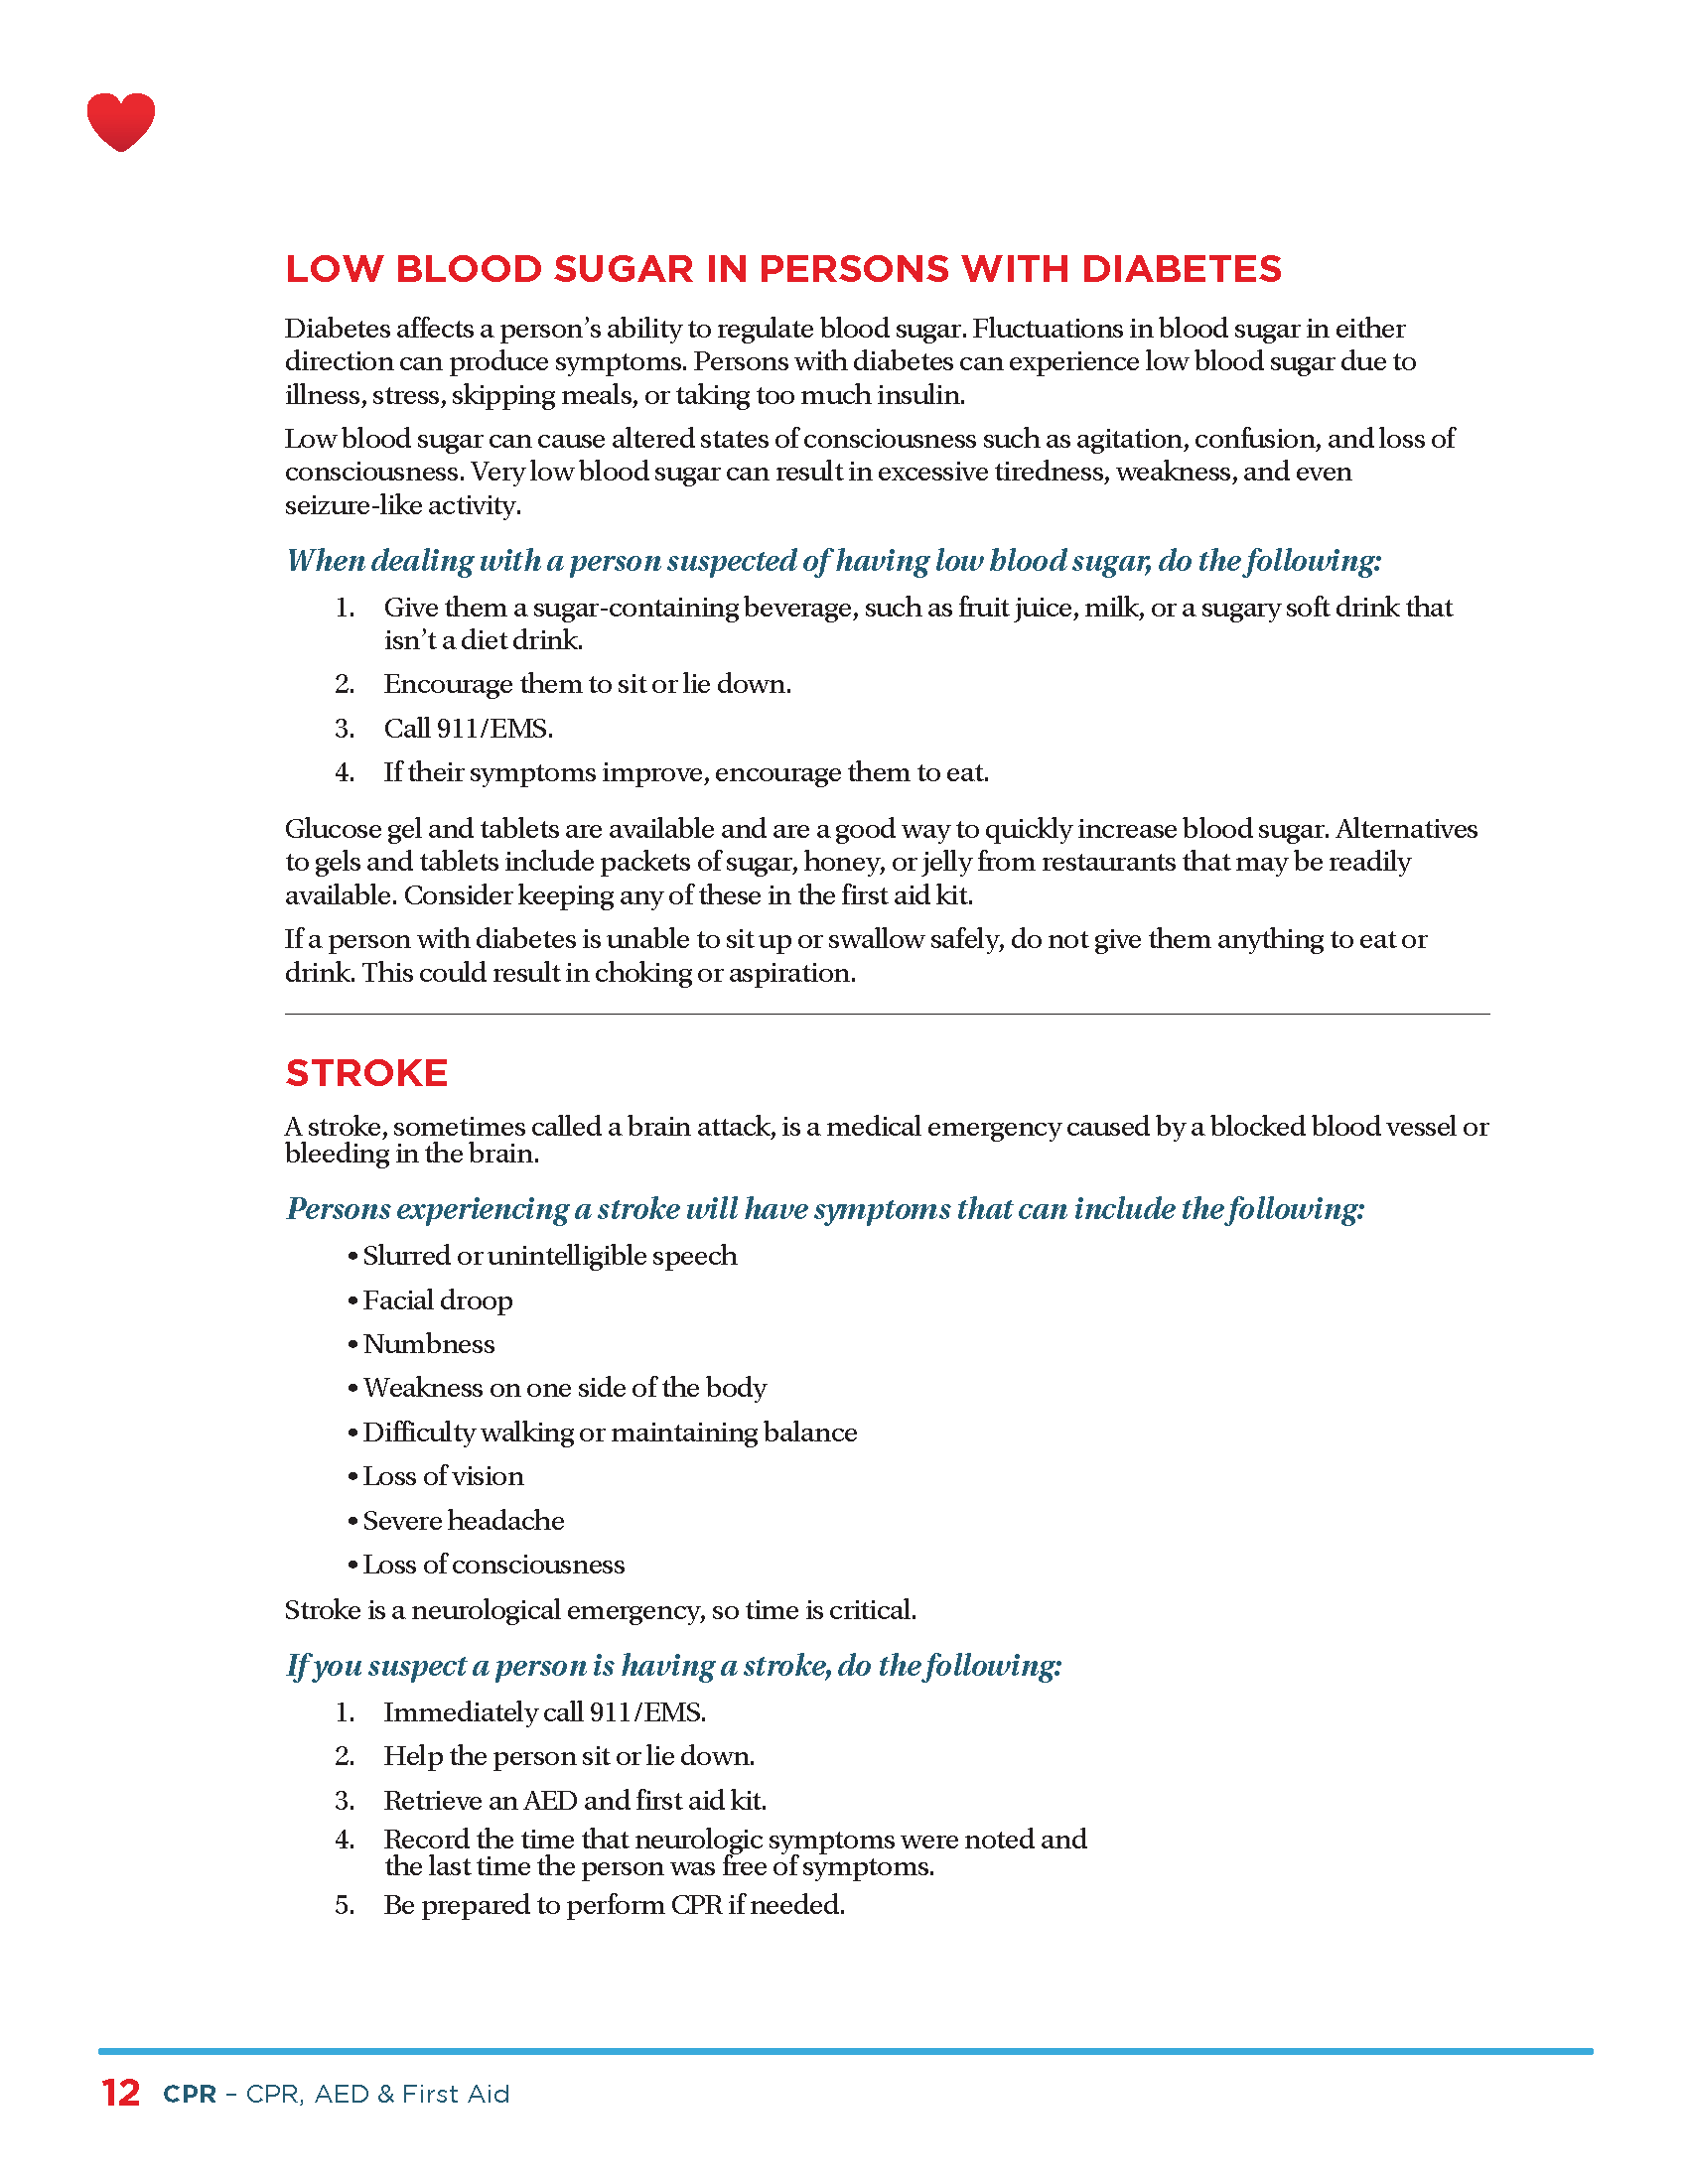 LOW BLOOD SUGAR IN PERSONS WITH DIABETES
Diabetes affects a person’s ability to regulate blood sugar. Fluctuations in blood sugar in either
direction can produce symptoms. Persons with diabetes can experience low blood sugar due to
illness, stress, skipping meals, or taking too much insulin.
Low blood sugar can cause altered states of consciousness such as agitation, confusion, and loss of
consciousness. Very low blood sugar can result in excessive tiredness, weakness, and even
seizure-like activity.
When dealing with a person suspected of having low blood sugar, do the following:
1. Give them a sugar-containing beverage, such as fruit juice, milk, or a sugary soft drink that
isn’t a diet drink.
2. Encourage them to sit or lie down.
3. Call 911/EMS.
4. If their symptoms improve, encourage them to eat.
Glucose gel and tablets are available and are a good way to quickly increase blood sugar. Alternatives
to gels and tablets include packets of sugar, honey, or jelly from restaurants that may be readily
available. Consider keeping any of these in the first aid kit.
If a person with diabetes is unable to sit up or swallow safely, do not give them anything to eat or
drink. This could result in choking or aspiration.
STROKE
A stroke, sometimes called a brain attack, is a medical emergency caused by a blocked blood vessel or
bleeding in the brain.
Persons experiencing a stroke will have symptoms that can include the following:
• Slurred or unintelligible speech
• Facial droop
• Numbness
• Weakness on one side of the body
• Difficulty walking or maintaining balance
• Loss of vision
• Severe headache
• Loss of consciousness
Stroke is a neurological emergency, so time is critical.
If you suspect a person is having a stroke, do the following:
1. Immediately call 911/EMS.
2. Help the person sit or lie down.
3. Retrieve an AED and first aid kit.
4. Record the time that neurologic symptoms were noted and
the last time the person was free of symptoms.
5. Be prepared to perform CPR if needed.
12 CPR – CPR, AED & First Aid